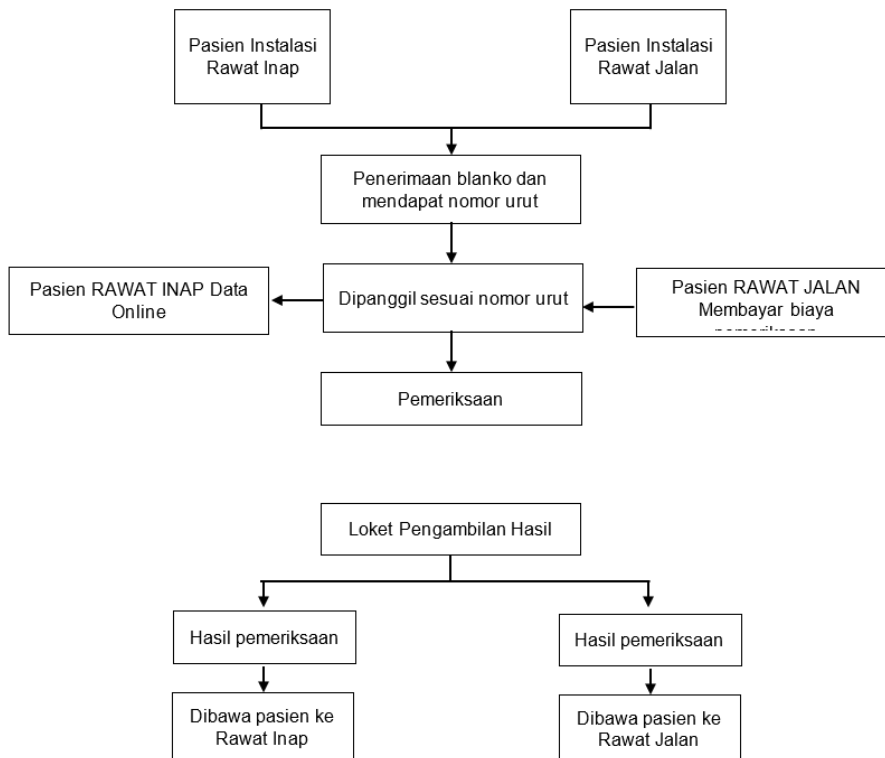 Pasien Instalasi
Rawat Inap
Pasien Instalasi
Rawat Jalan
Penerimaan blanko dan
mendapat nomor urut
Pasien RAWAT INAP Data
Online
Dipanggil sesuai nomor urut
Pasien RAWAT JALAN
Membayar biaya
Pemeriksaan
Loket Pengambilan Hasil
Hasil pemeriksaan
Hasil pemeriksaan
Dibawa pasien ke
Rawat Inap
Dibawa pasien ke
Rawat Jalan